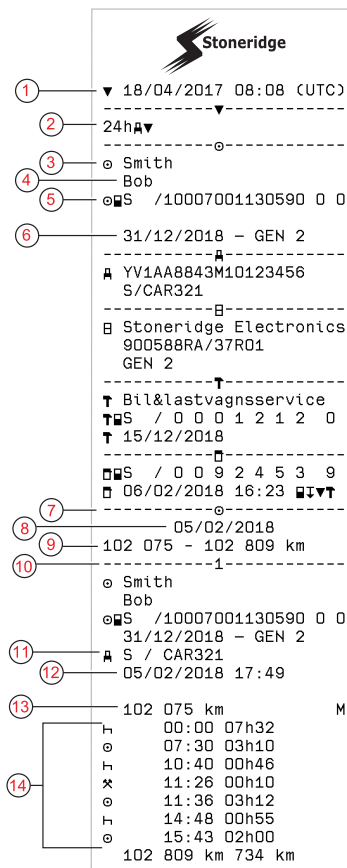 Stoneridge
1 ▼ 18/04/2017 08:08 (UTC)
2 24h▼
3 Smith
4 Bob
5 S /1000700113059O 0 0
6 31/12/2018 – GEN 2
YV1AA8843M10123456
S/CAR321
Stoneridge Electronics
900588RA/37R01
GEN 2
Bil&lastvagnsservice
S / 0 0 0 1 2 1 2 0
15/12/2018
S / 0 0 9 2 4 5 3 9
06/02/2018 16:23 ▼
7
8 05/02/2018
9 102 075 - 102 809 km
10 1
Smith
Bob
S /10007001130590 0 0
31/12/2018 – GEN 2
11 S / CAR321
12 05/02/2018 17:49
13 102 075 km M
14
00:00 07h32
07:30 03h10
10:40 00h46
11:26 00h10
11:36 03h12
14:48 00h55
15:43 02h00
102 809 km 734 km